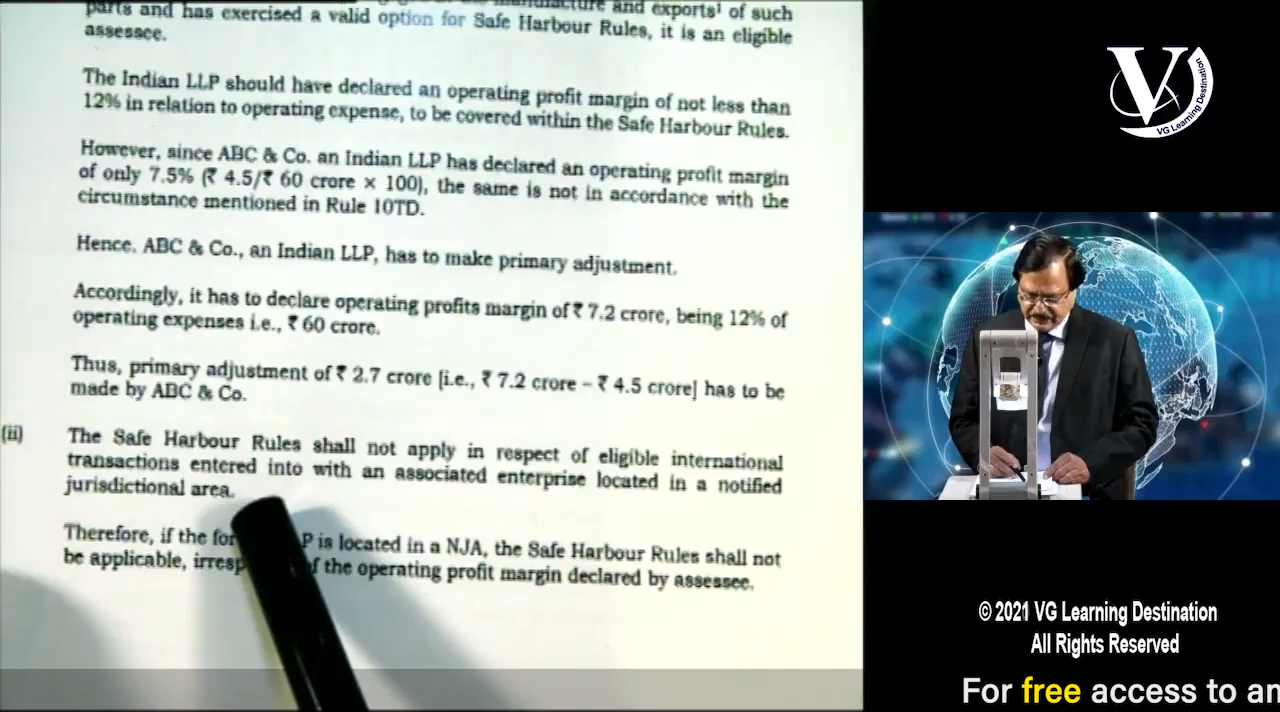 manufacture and exports¹ of such
parts and has exercised a valid option for Safe Harbour Rules, it is an eligible
assessee.
The Indian LLP should have declared an operating profit margin of not less than
12% in relation to operating expense, to be covered within the Safe Harbour Rules.
However, since ABC & Co. an Indian LLP has declared an operating profit margin
of only 7.5% (₹ 4.5/₹ 60 crore × 100), the same is not in accordance with the
circumstance mentioned in Rule 10TD.
Hence, ABC & Co., an Indian LLP, has to make primary adjustment.
Accordingly, it has to declare operating profits margin of ₹ 7.2 crore, being 12% of
operating expenses i.e., ₹ 60 crore.
Thus, primary adjustment of ₹ 2.7 crore [i.e., ₹ 7.2 crore – ₹ 4.5 crore] has to be
made by ABC & Co.
(ii) The Safe Harbour Rules shall not apply in respect of eligible international
transactions entered into with an associated enterprise located in a notified
jurisdictional area.
Therefore, if the is located in a NJA, the Safe Harbour Rules shall not
be applicable, the operating profit margin declared by assessee.
V
VG Learning Destination
© 2021 VG Learning Destination
All Rights Reserved
For free access to an